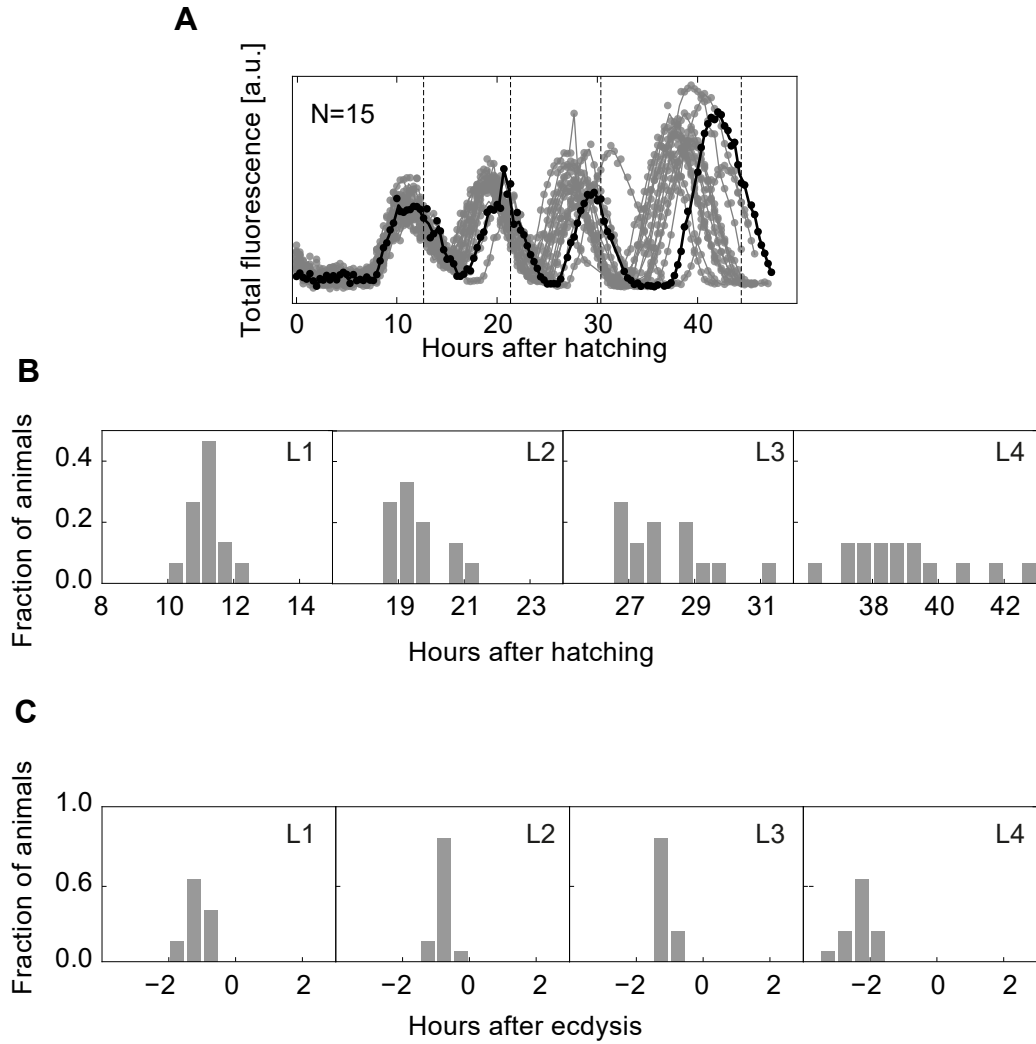 A
Total fluorescence [a.u.]
N=15
0 10 20 30 40
Hours after hatching
B
Fraction of animals
0.4
0.2
0.0
L1 L2 L3 L4
8 10 12 14 19 21 23 27 29 31 38 40 42
Hours after hatching
C
Fraction of animals
1.0
0.6
0.0
L1 L2 L3 L4
−2 0 2 −2 0 2 −2 0 2 −2 0 2
Hours after ecdysis